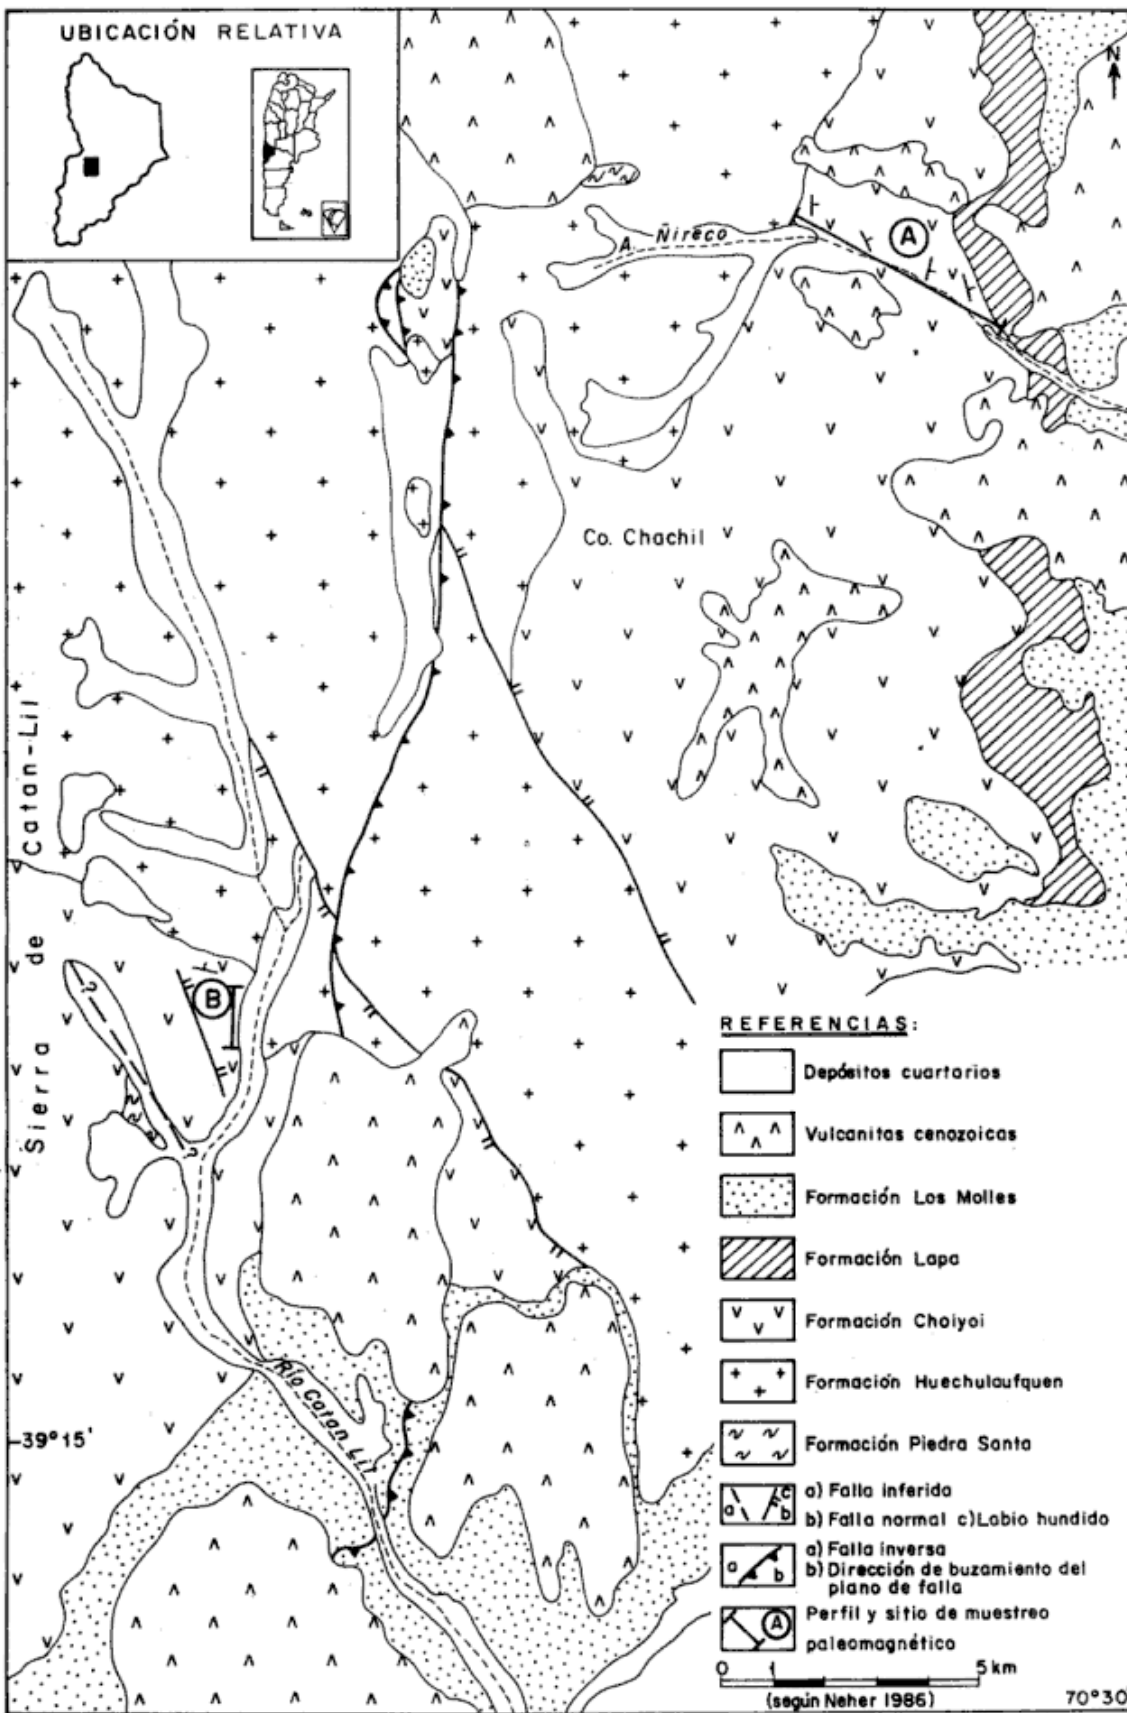 UBICACIÓN RELATIVA
N
A. Ñireco
A
Co. Chachil
Sierra de Catan-Lil
?
B
?
Río Catan Lil
39°15'
REFERENCIAS:
Depósitos cuartarios
Vulcanitas cenozoicas
Formación Los Molles
Formación Lapa
Formación Choiyoi
Formación Huechulaufquen
Formación Piedra Santa
a c b
a) Falla inferida
b) Falla normal c) Labio hundido
a b
a) Falla inversa
b) Dirección de buzamiento del
plano de falla
A
Perfil y sitio de muestreo
paleomagnético
0 1 5 km
(según Neher 1986)
70°30'